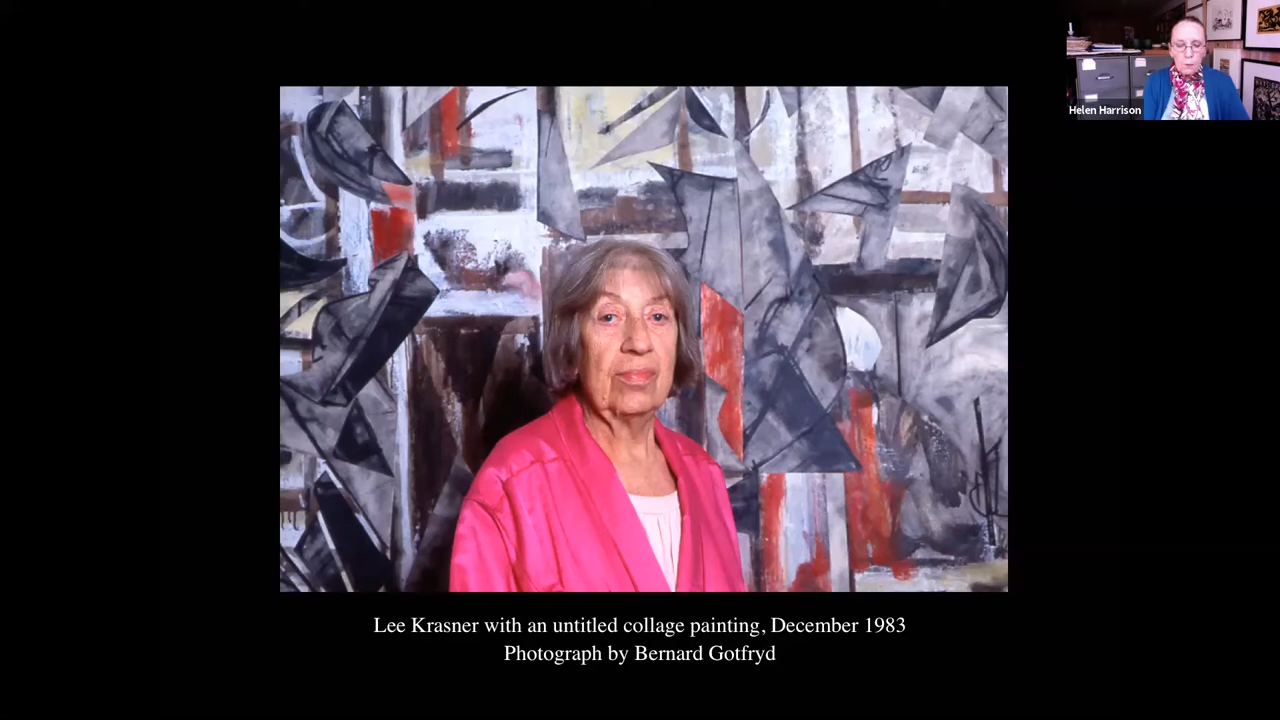 Helen Harrison
Lee Krasner with an untitled collage painting, December 1983
Photograph by Bernard Gotfryd